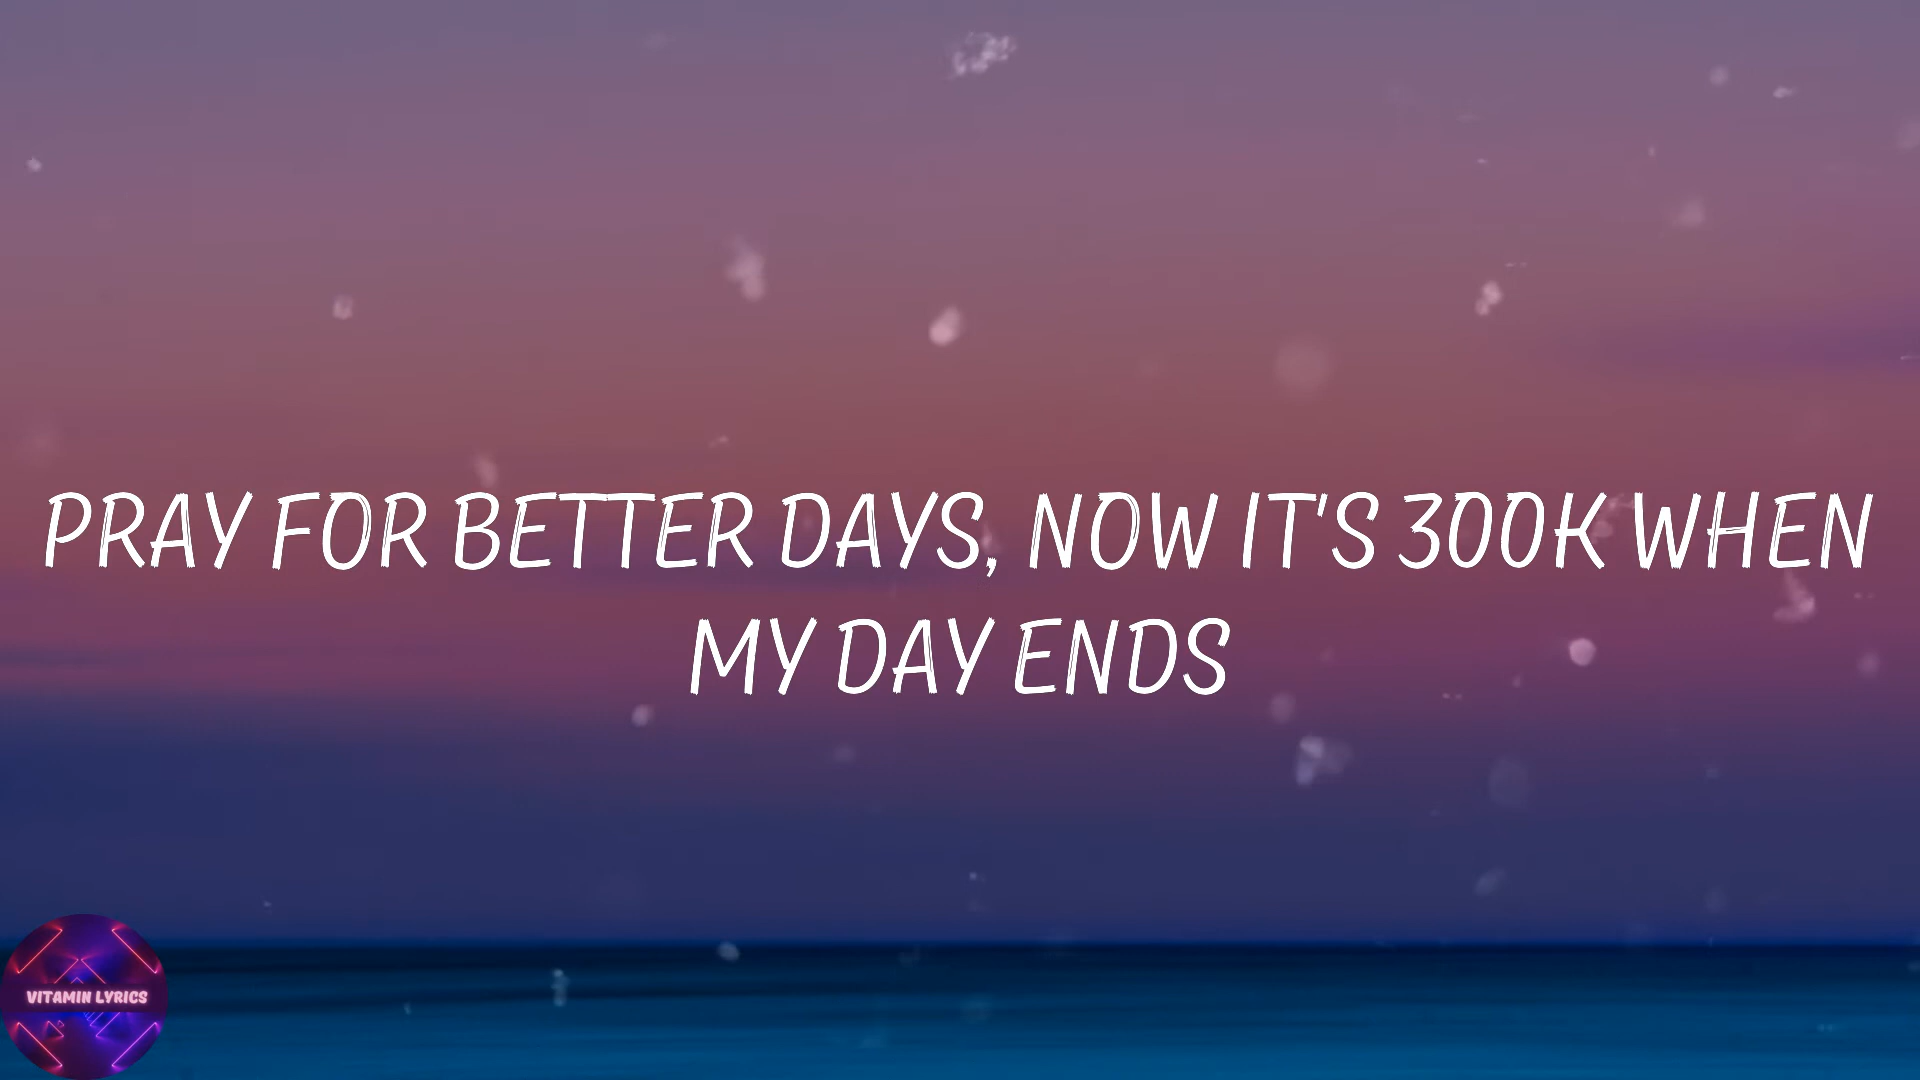 PRAY FOR BETTER DAYS, NOW IT'S 300K WHEN
MY DAY ENDS
VITAMIN LYRICS